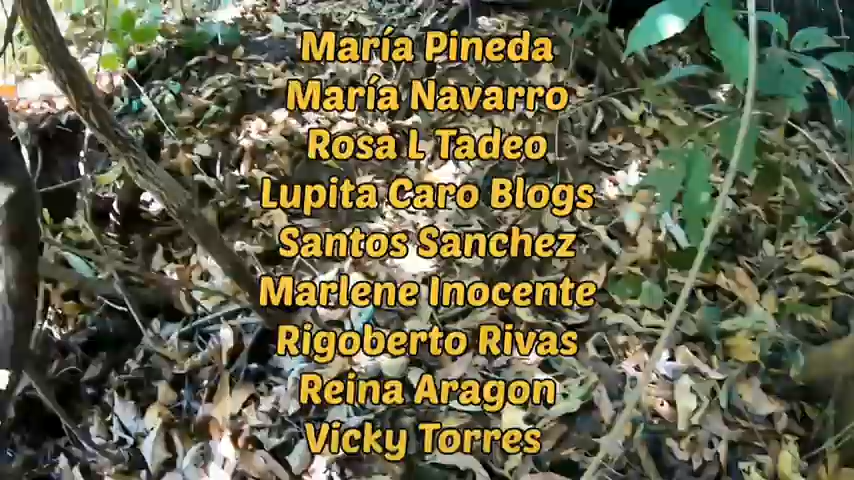 María Pineda
María Navarro
Rosa L Tadeo
Lupita Caro Blogs
Santos Sanchez
Marlene Inocente
Rigoberto Rivas
Reina Aragon
Vicky Torres